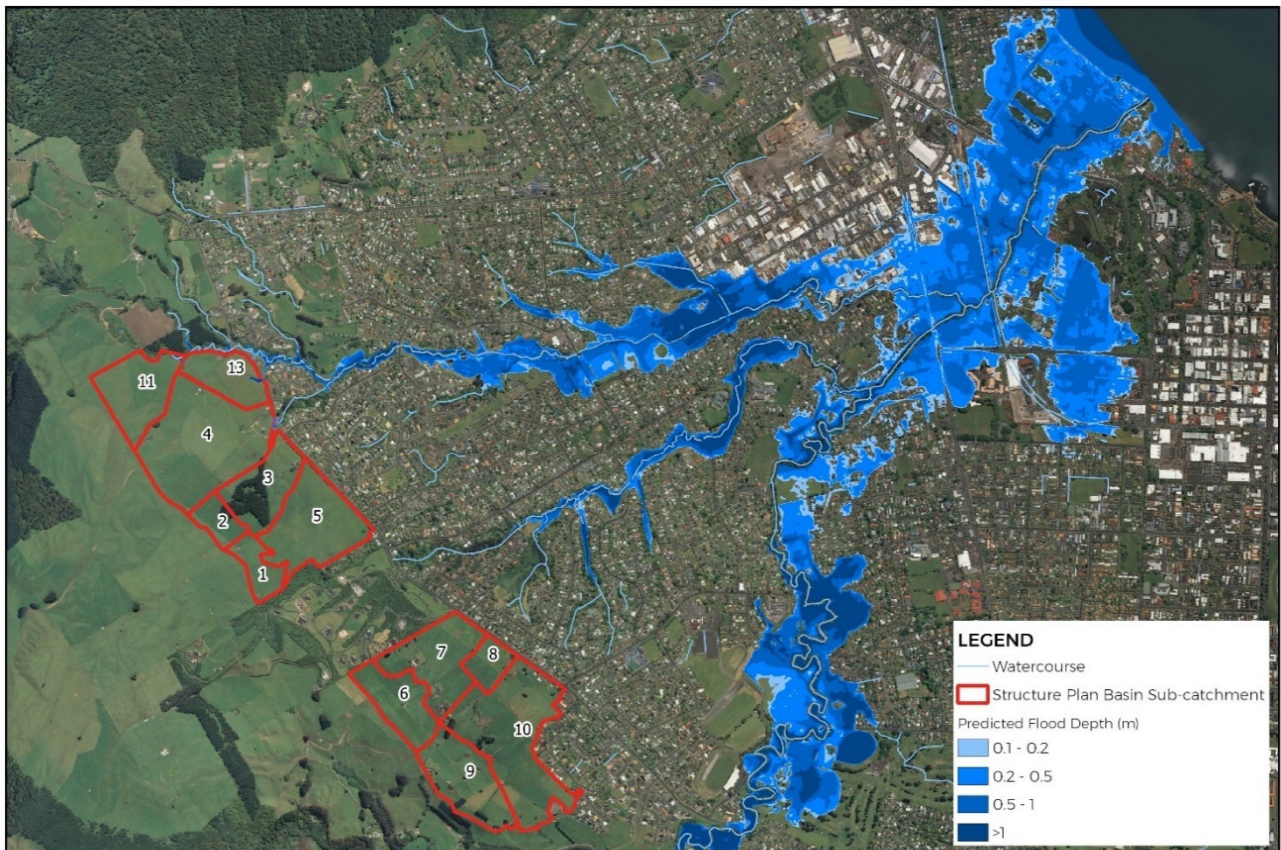 11
13
4
3
2
5
1
7
8
6
10
9
LEGEND
Watercourse
Structure Plan Basin Sub-catchment
Predicted Flood Depth (m)
0.1 - 0.2
0.2 - 0.5
0.5 - 1
>1